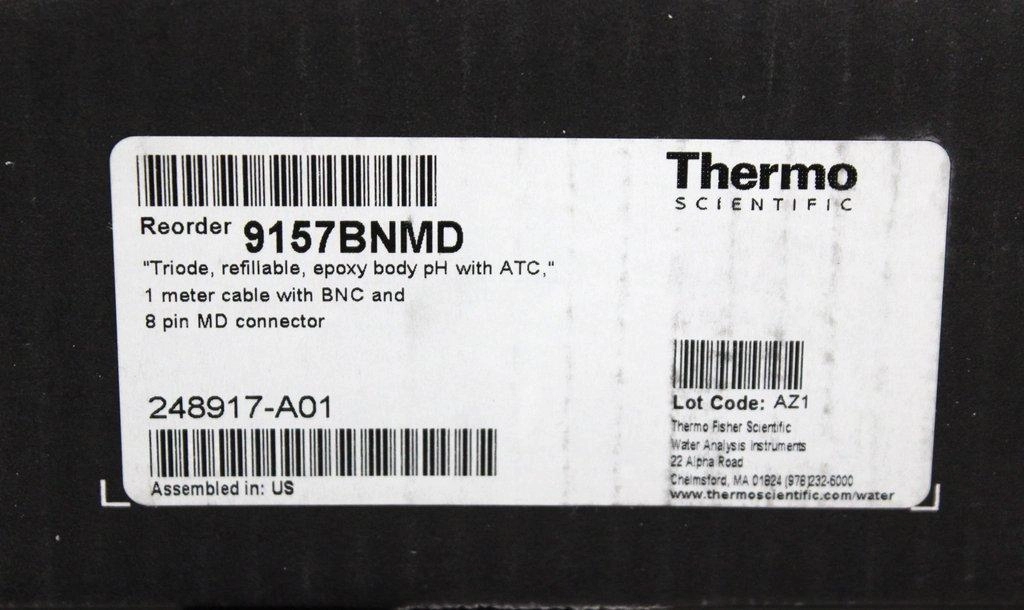 Thermo
SCIENTIFIC
Reorder 9157BNMD
"Triode, refillable, epoxy body pH with ATC,"
1 meter cable with BNC and
8 pin MD connector
248917-A01
Assembled in: US
Lot Code: AZ1
Thermo Fisher Scientific
Water Analysis Instruments
22 Alpha Road
Chelmsford, MA 01824 (978)232-6000
www.thermoscientific.com/water